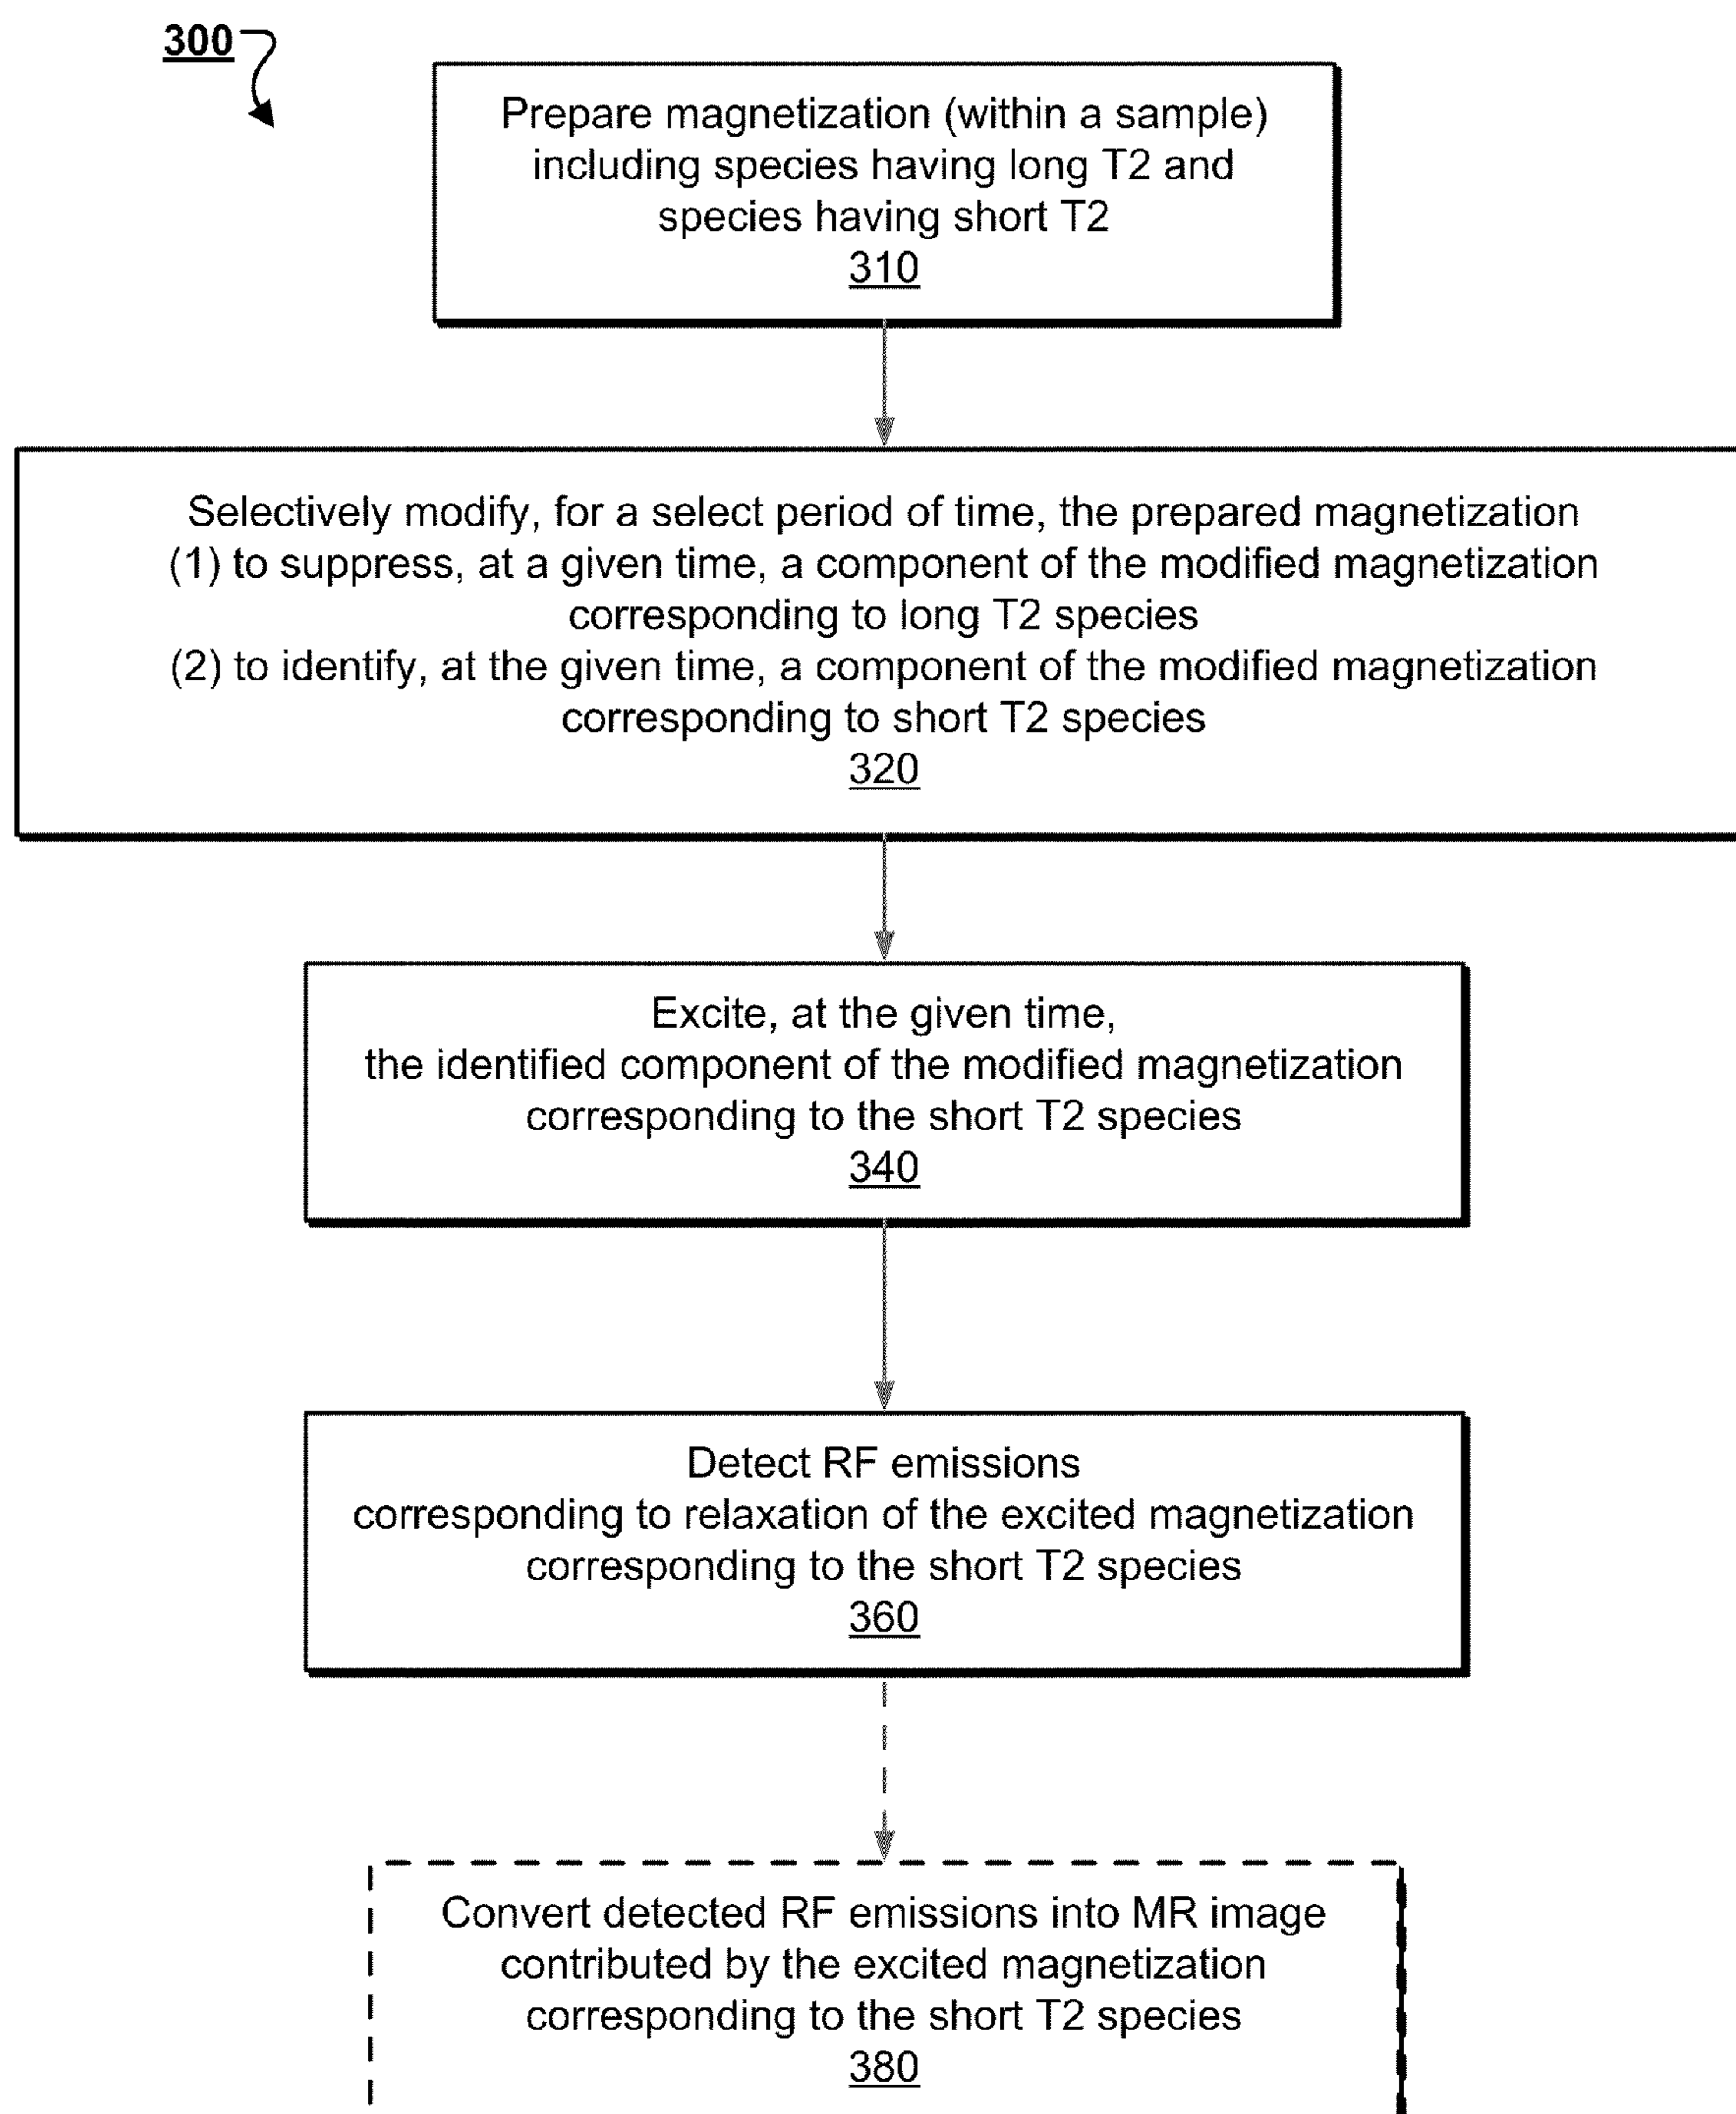 300
Prepare magnetization (within a sample)
including species having long T2 and
species having short T2
310
Selectively modify, for a select period of time, the prepared magnetization
(1) to suppress, at a given time, a component of the modified magnetization
corresponding to long T2 species
(2) to identify, at the given time, a component of the modified magnetization
corresponding to short T2 species
320
Excite, at the given time,
the identified component of the modified magnetization
corresponding to the short T2 species
340
Detect RF emissions
corresponding to relaxation of the excited magnetization
corresponding to the short T2 species
360
Convert detected RF emissions into MR image
contributed by the excited magnetization
corresponding to the short T2 species
380